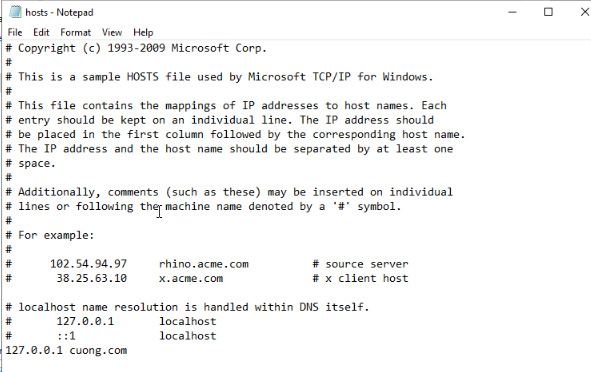 hosts - Notepad
File Edit Format View Help
# Copyright (c) 1993-2009 Microsoft Corp.
#
# This is a sample HOSTS file used by Microsoft TCP/IP for Windows.
#
# This file contains the mappings of IP addresses to host names. Each
# entry should be kept on an individual line. The IP address should
# be placed in the first column followed by the corresponding host name.
# The IP address and the host name should be separated by at least one
# space.
#
# Additionally, comments (such as these) may be inserted on individual
# lines or following the machine name denoted by a '#' symbol.
#
# For example:
#
#      102.54.94.97     rhino.acme.com          # source server
#       38.25.63.10     x.acme.com              # x client host

# localhost name resolution is handled within DNS itself.
#       127.0.0.1       localhost
#       ::1             localhost
127.0.0.1 cuong.com